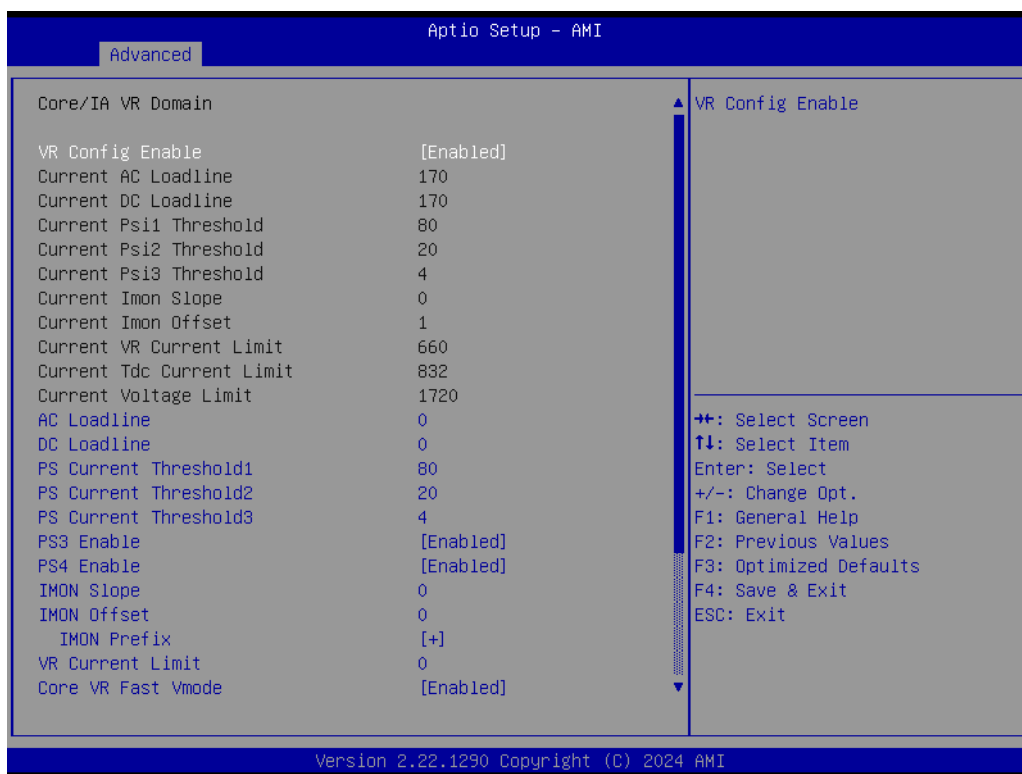 Aptio Setup - AMI
Advanced
Core/IA VR Domain
VR Config Enable [Enabled]
Current AC Loadline 170
Current DC Loadline 170
Current Psi1 Threshold 80
Current Psi2 Threshold 20
Current Psi3 Threshold 4
Current Imon Slope 0
Current Imon Offset 1
Current VR Current Limit 660
Current Tdc Current Limit 832
Current Voltage Limit 1720
AC Loadline 0
DC Loadline 0
PS Current Threshold1 80
PS Current Threshold2 20
PS Current Threshold3 4
PS3 Enable [Enabled]
PS4 Enable [Enabled]
IMON Slope 0
IMON Offset 0
IMON Prefix [+]
VR Current Limit 0
Core VR Fast Vmode [Enabled]
VR Config Enable
→←: Select Screen
↑↓: Select Item
Enter: Select
+/-: Change Opt.
F1: General Help
F2: Previous Values
F3: Optimized Defaults
F4: Save & Exit
ESC: Exit
Version 2.22.1290 Copyright (C) 2024 AMI